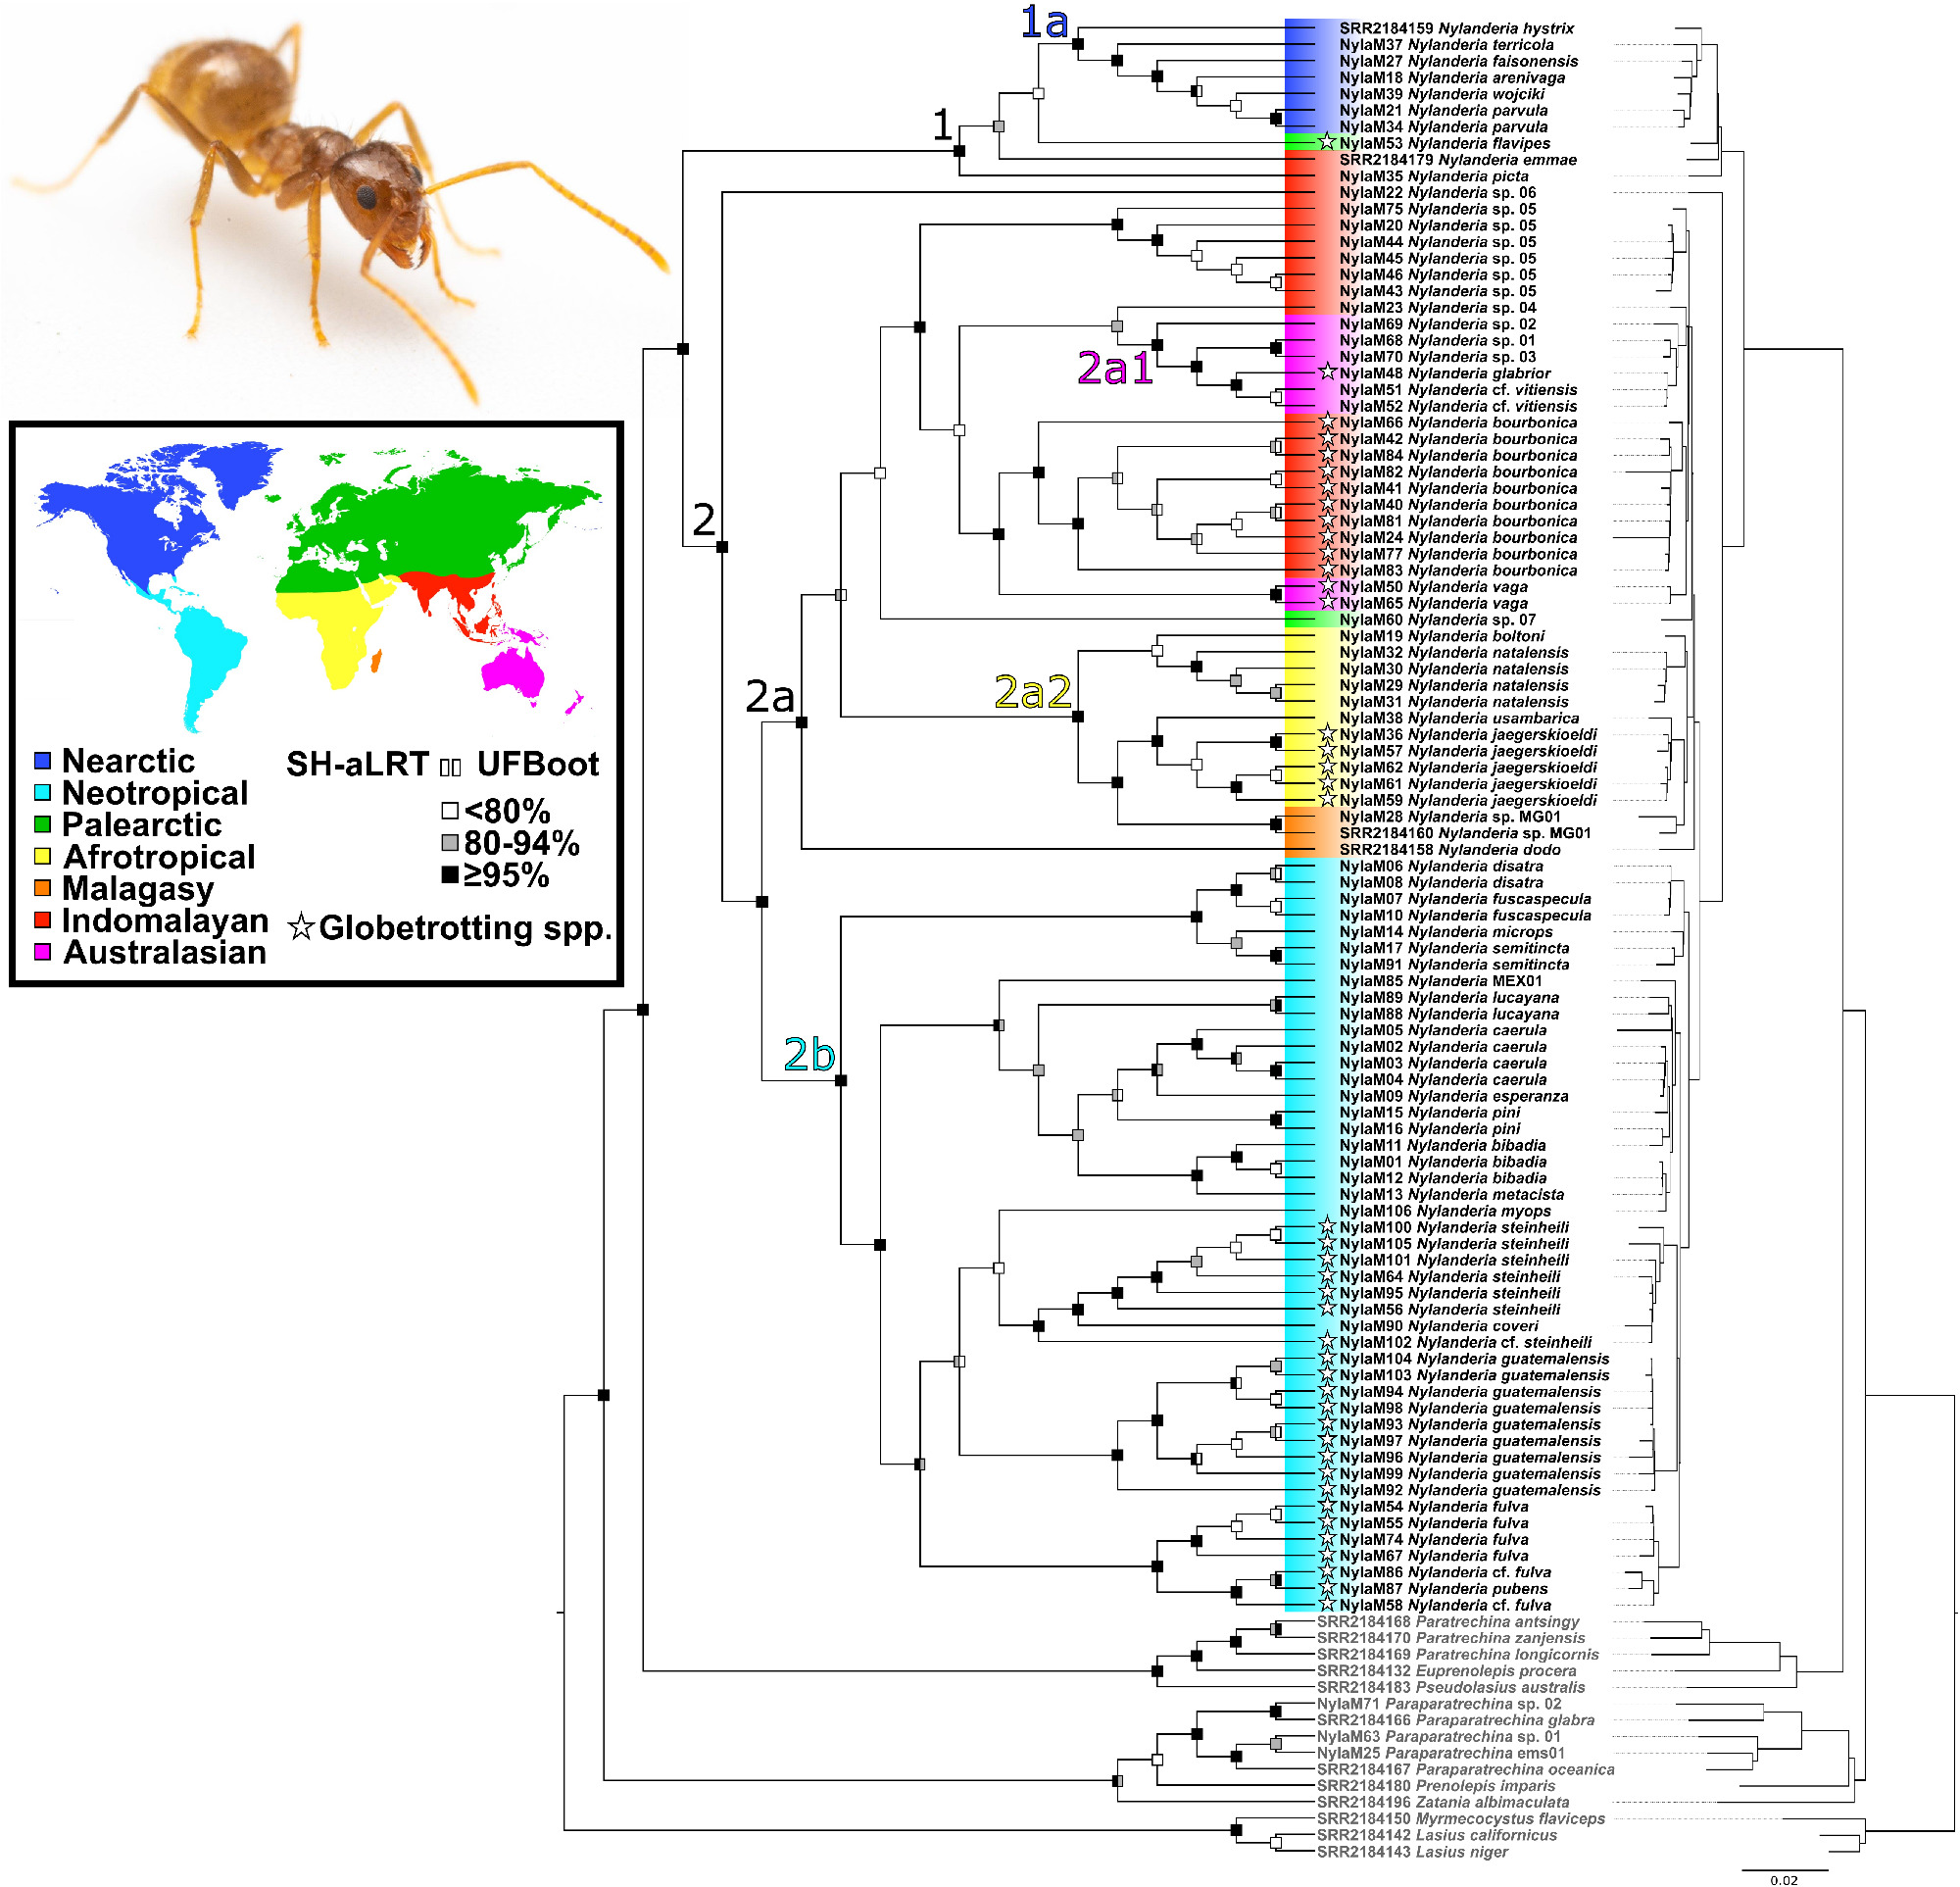 1a
1
2
2a1
2a2
2a
2b
Nearctic
Neotropical
Palearctic
Afrotropical
Malagasy
Indomalayan
Australasian
SH-aLRT UFBoot
<80%
80-94%
≥95%
Globetrotting spp.
SRR2184159 Nylanderia hystrix
NylaM37 Nylanderia terricola
NylaM27 Nylanderia faisonensis
NylaM18 Nylanderia arenivaga
NylaM39 Nylanderia wojciki
NylaM21 Nylanderia parvula
NylaM34 Nylanderia parvula
NylaM53 Nylanderia flavipes
SRR2184179 Nylanderia emmae
NylaM35 Nylanderia picta
NylaM22 Nylanderia sp. 06
NylaM75 Nylanderia sp. 05
NylaM20 Nylanderia sp. 05
NylaM44 Nylanderia sp. 05
NylaM45 Nylanderia sp. 05
NylaM46 Nylanderia sp. 05
NylaM43 Nylanderia sp. 05
NylaM23 Nylanderia sp. 04
NylaM69 Nylanderia sp. 02
NylaM68 Nylanderia sp. 01
NylaM70 Nylanderia sp. 03
NylaM48 Nylanderia glabrior
NylaM51 Nylanderia cf. vitiensis
NylaM52 Nylanderia cf. vitiensis
NylaM66 Nylanderia bourbonica
NylaM42 Nylanderia bourbonica
NylaM84 Nylanderia bourbonica
NylaM82 Nylanderia bourbonica
NylaM41 Nylanderia bourbonica
NylaM40 Nylanderia bourbonica
NylaM81 Nylanderia bourbonica
NylaM24 Nylanderia bourbonica
NylaM77 Nylanderia bourbonica
NylaM83 Nylanderia bourbonica
NylaM50 Nylanderia vaga
NylaM65 Nylanderia vaga
NylaM60 Nylanderia sp. 07
NylaM19 Nylanderia boltoni
NylaM32 Nylanderia natalensis
NylaM30 Nylanderia natalensis
NylaM29 Nylanderia natalensis
NylaM31 Nylanderia natalensis
NylaM38 Nylanderia usambarica
NylaM36 Nylanderia jaegerskioeldi
NylaM57 Nylanderia jaegerskioeldi
NylaM62 Nylanderia jaegerskioeldi
NylaM61 Nylanderia jaegerskioeldi
NylaM59 Nylanderia jaegerskioeldi
NylaM28 Nylanderia sp. MG01
SRR2184160 Nylanderia sp. MG01
SRR2184158 Nylanderia dodo
NylaM06 Nylanderia disatra
NylaM08 Nylanderia disatra
NylaM07 Nylanderia fuscaspecula
NylaM10 Nylanderia fuscaspecula
NylaM14 Nylanderia microps
NylaM17 Nylanderia semitincta
NylaM91 Nylanderia semitincta
NylaM85 Nylanderia MEX01
NylaM89 Nylanderia lucayana
NylaM88 Nylanderia lucayana
NylaM05 Nylanderia caerula
NylaM02 Nylanderia caerula
NylaM03 Nylanderia caerula
NylaM04 Nylanderia caerula
NylaM09 Nylanderia esperanza
NylaM15 Nylanderia pini
NylaM16 Nylanderia pini
NylaM11 Nylanderia bibadia
NylaM01 Nylanderia bibadia
NylaM12 Nylanderia bibadia
NylaM13 Nylanderia metacista
NylaM106 Nylanderia myops
NylaM100 Nylanderia steinheili
NylaM105 Nylanderia steinheili
NylaM101 Nylanderia steinheili
NylaM64 Nylanderia steinheili
NylaM95 Nylanderia steinheili
NylaM56 Nylanderia steinheili
NylaM90 Nylanderia coveri
NylaM102 Nylanderia cf. steinheili
NylaM104 Nylanderia guatemalensis
NylaM103 Nylanderia guatemalensis
NylaM94 Nylanderia guatemalensis
NylaM98 Nylanderia guatemalensis
NylaM93 Nylanderia guatemalensis
NylaM97 Nylanderia guatemalensis
NylaM96 Nylanderia guatemalensis
NylaM99 Nylanderia guatemalensis
NylaM92 Nylanderia guatemalensis
NylaM54 Nylanderia fulva
NylaM55 Nylanderia fulva
NylaM74 Nylanderia fulva
NylaM67 Nylanderia fulva
NylaM86 Nylanderia cf. fulva
NylaM87 Nylanderia pubens
NylaM58 Nylanderia cf. fulva
SRR2184168 Paratrechina antsingy
SRR2184170 Paratrechina zanjensis
SRR2184169 Paratrechina longicornis
SRR2184132 Euprenolepis procera
SRR2184183 Pseudolasius australis
NylaM71 Paraparatrechina sp. 02
SRR2184166 Paraparatrechina glabra
NylaM63 Paraparatrechina sp. 01
NylaM25 Paraparatrechina ems01
SRR2184167 Paraparatrechina oceanica
SRR2184180 Prenolepis imparis
SRR2184196 Zatania albimaculata
SRR2184150 Myrmecocystus flaviceps
SRR2184142 Lasius californicus
SRR2184143 Lasius niger
0.02